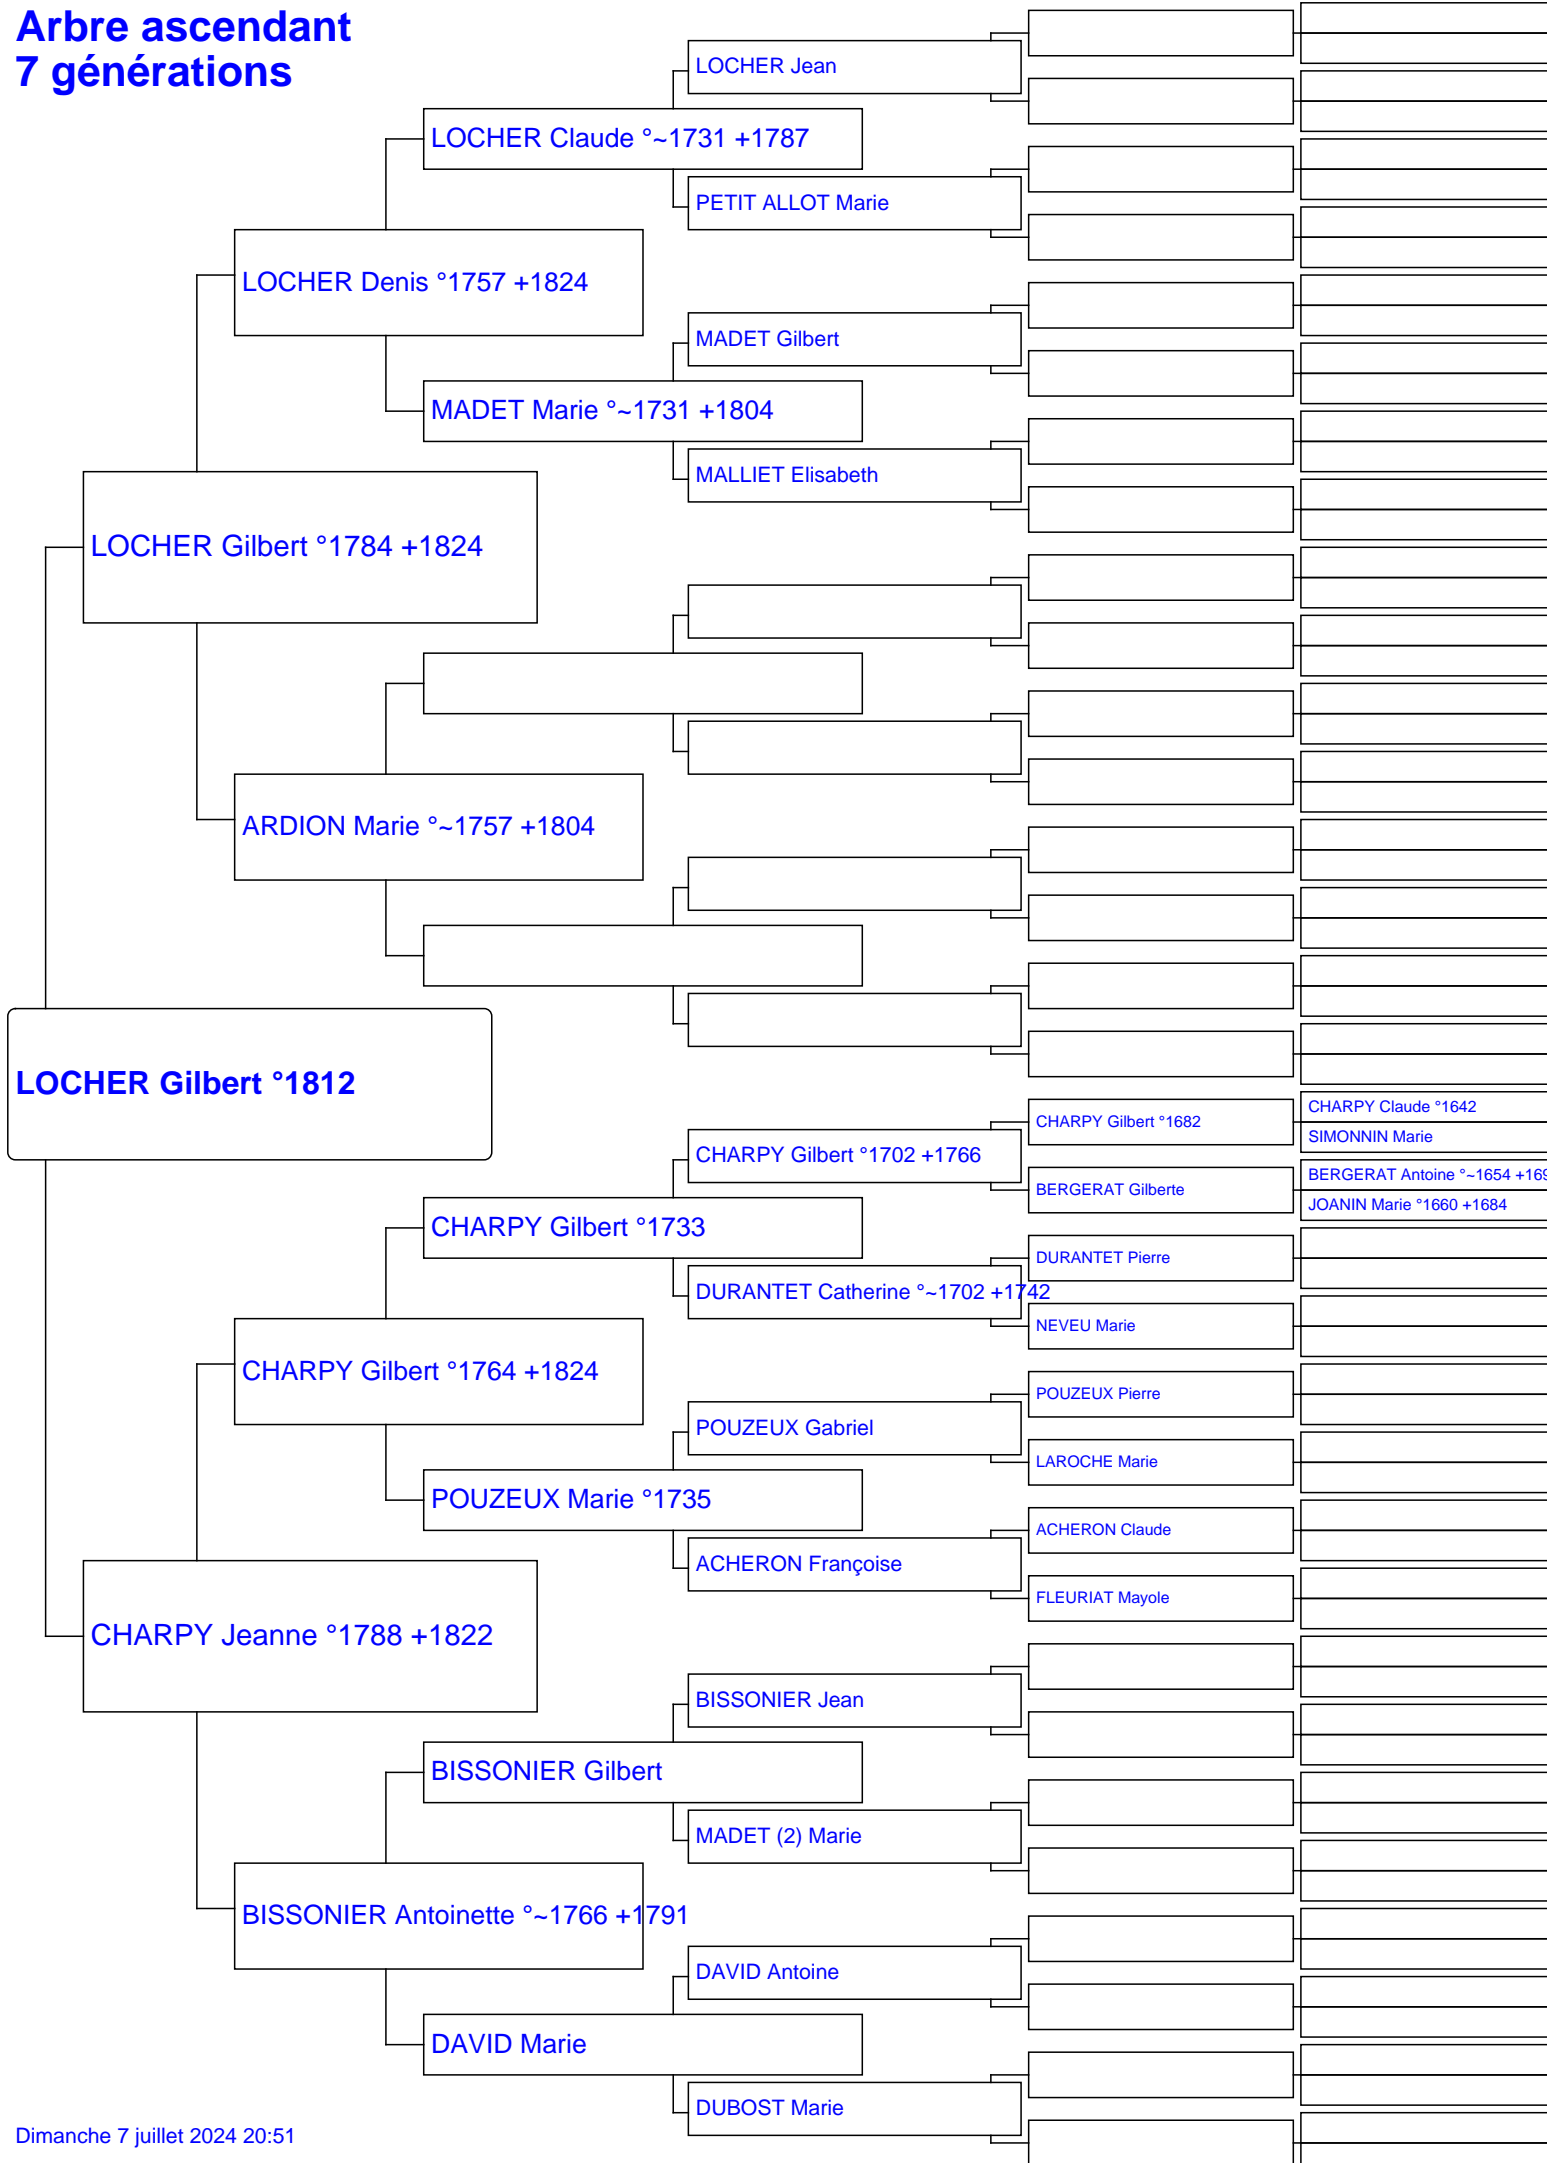 Arbre ascendant
7 générations
LOCHER Jean
LOCHER Claude °~1731 +1787
PETIT ALLOT Marie
LOCHER Denis °1757 +1824
MADET Gilbert
MADET Marie °~1731 +1804
MALLIET Elisabeth
LOCHER Gilbert °1784 +1824
ARDION Marie °~1757 +1804
LOCHER Gilbert °1812
CHARPY Claude °1642
CHARPY Gilbert °1682
SIMONNIN Marie
CHARPY Gilbert °1702 +1766
BERGERAT Antoine °~1654 +169
BERGERAT Gilberte
JOANIN Marie °1660 +1684
CHARPY Gilbert °1733
DURANTET Pierre
DURANTET Catherine °~1702 +1742
NEVEU Marie
CHARPY Gilbert °1764 +1824
POUZEUX Pierre
POUZEUX Gabriel
LAROCHE Marie
POUZEUX Marie °1735
ACHERON Claude
ACHERON Françoise
FLEURIAT Mayole
CHARPY Jeanne °1788 +1822
BISSONIER Jean
BISSONIER Gilbert
MADET (2) Marie
BISSONIER Antoinette °~1766 +1791
DAVID Antoine
DAVID Marie
DUBOST Marie
Dimanche 7 juillet 2024 20:51